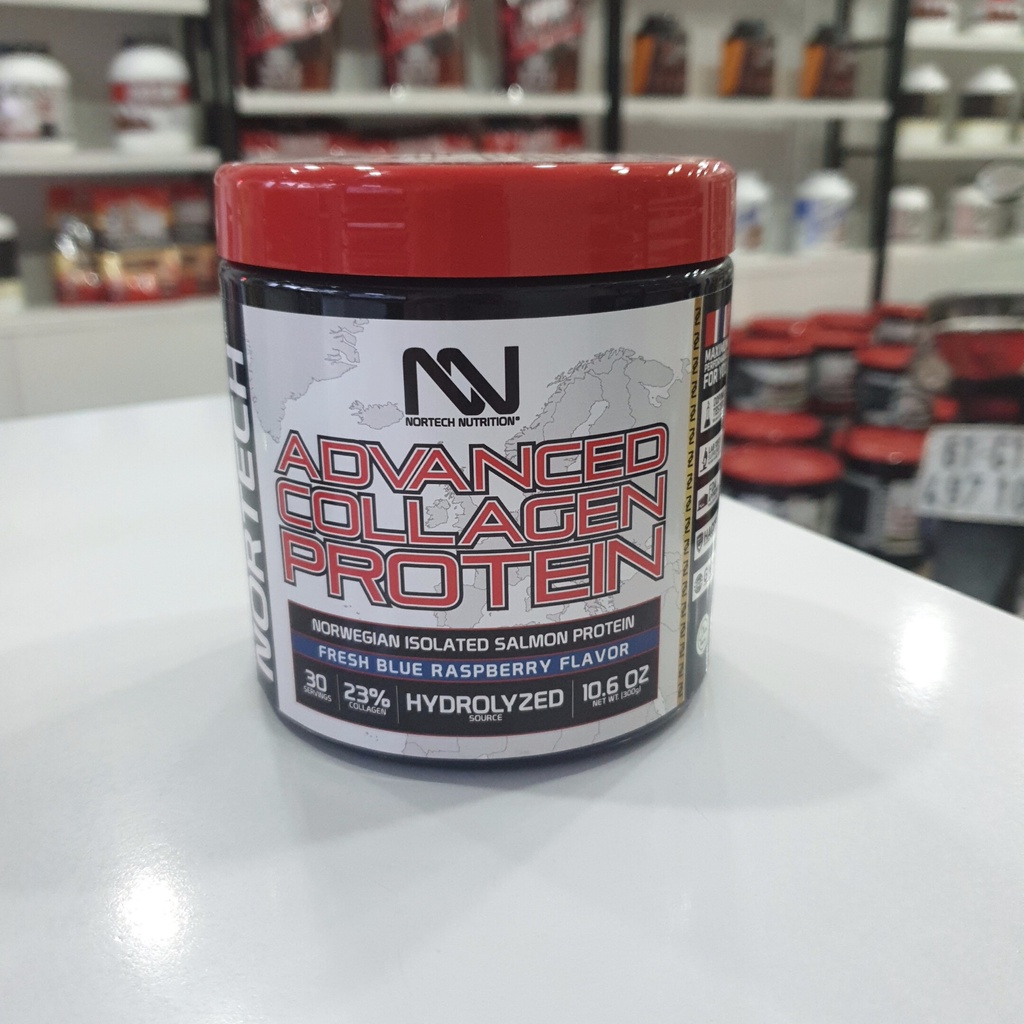 NORTECH
NORTECH NUTRITION®
ADVANCED
COLLAGEN
PROTEIN
NORWEGIAN ISOLATED SALMON PROTEIN
FRESH BLUE RASPBERRY FLAVOR
30
SERVINGS
23%
COLLAGEN
HYDROLYZED
SOURCE
10.6 OZ
NET WT. (300g)
FOR